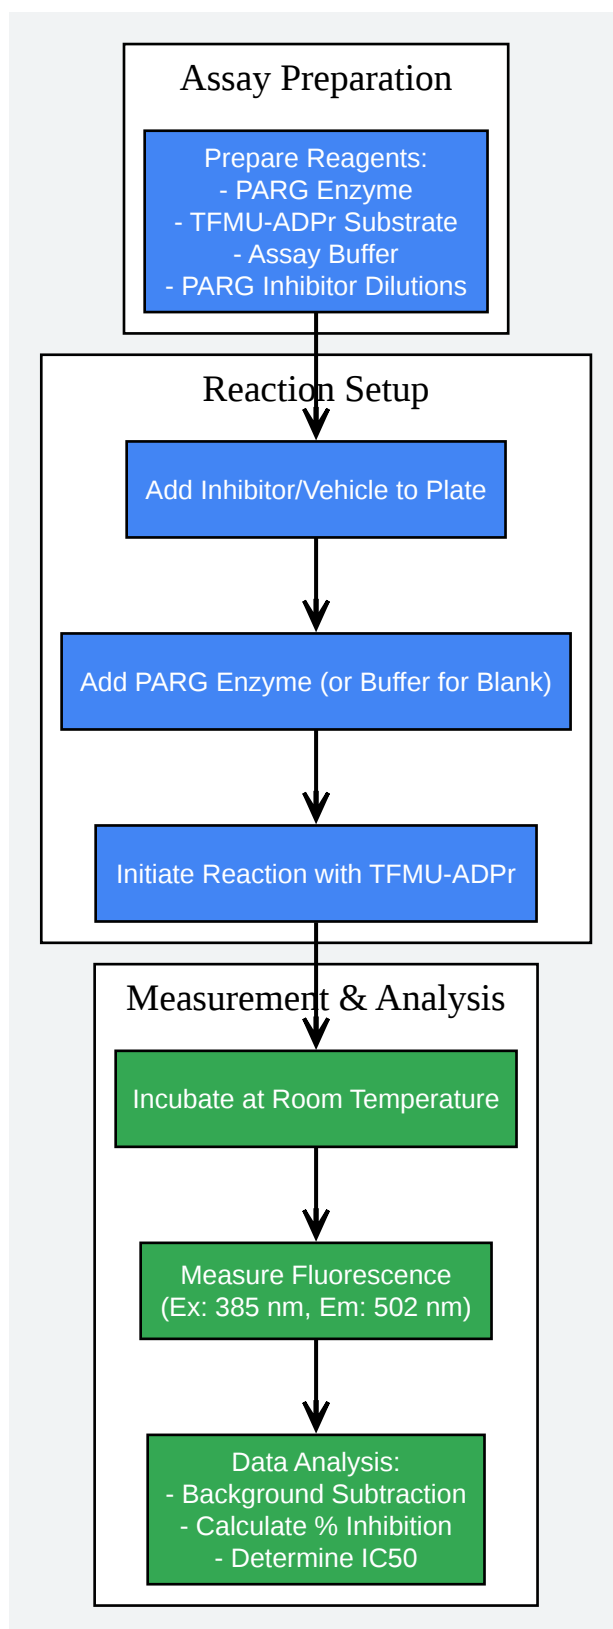 Assay Preparation
Prepare Reagents:
- PARG Enzyme
- TFMU-ADPr Substrate
- Assay Buffer
- PARG Inhibitor Dilutions
Reaction Setup
Add Inhibitor/Vehicle to Plate
Add PARG Enzyme (or Buffer for Blank)
Initiate Reaction with TFMU-ADPr
Measurement & Analysis
Incubate at Room Temperature
Measure Fluorescence
(Ex: 385 nm, Em: 502 nm)
Data Analysis:
- Background Subtraction
- Calculate % Inhibition
- Determine IC50